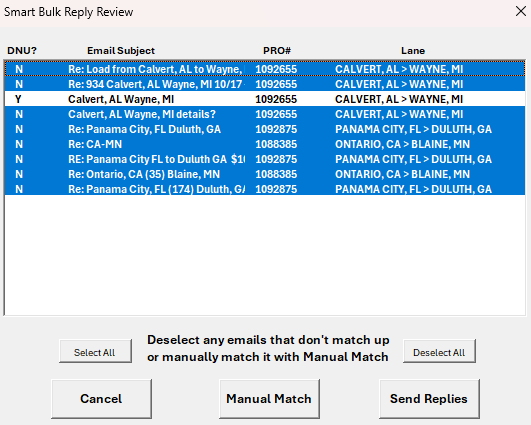 Smart Bulk Reply Review
DNU? Email Subject PRO# Lane
N Re: Load from Calvert, AL to Wayne, 1092655 CALVERT, AL > WAYNE, MI
N Re: 934 Calvert, AL Wayne, MI 10/17 1092655 CALVERT, AL > WAYNE, MI
Y Calvert, AL Wayne, MI 1092655 CALVERT, AL > WAYNE, MI
N Calvert, AL Wayne, MI details? 1092655 CALVERT, AL > WAYNE, MI
N Re: Panama City, FL Duluth, GA 1092875 PANAMA CITY, FL > DULUTH, GA
N Re: CA-MN 1088385 ONTARIO, CA > BLAINE, MN
N RE: Panama City FL to Duluth GA 1092875 PANAMA CITY, FL > DULUTH, GA
N Re: Ontario, CA (35) Blaine, MN 1088385 ONTARIO, CA > BLAINE, MN
N Re: Panama City, FL (174) Duluth, 1092875 PANAMA CITY, FL > DULUTH, GA
Select All
Deselect any emails that don't match up
or manually match it with Manual Match
Deselect All
Cancel Manual Match Send Replies